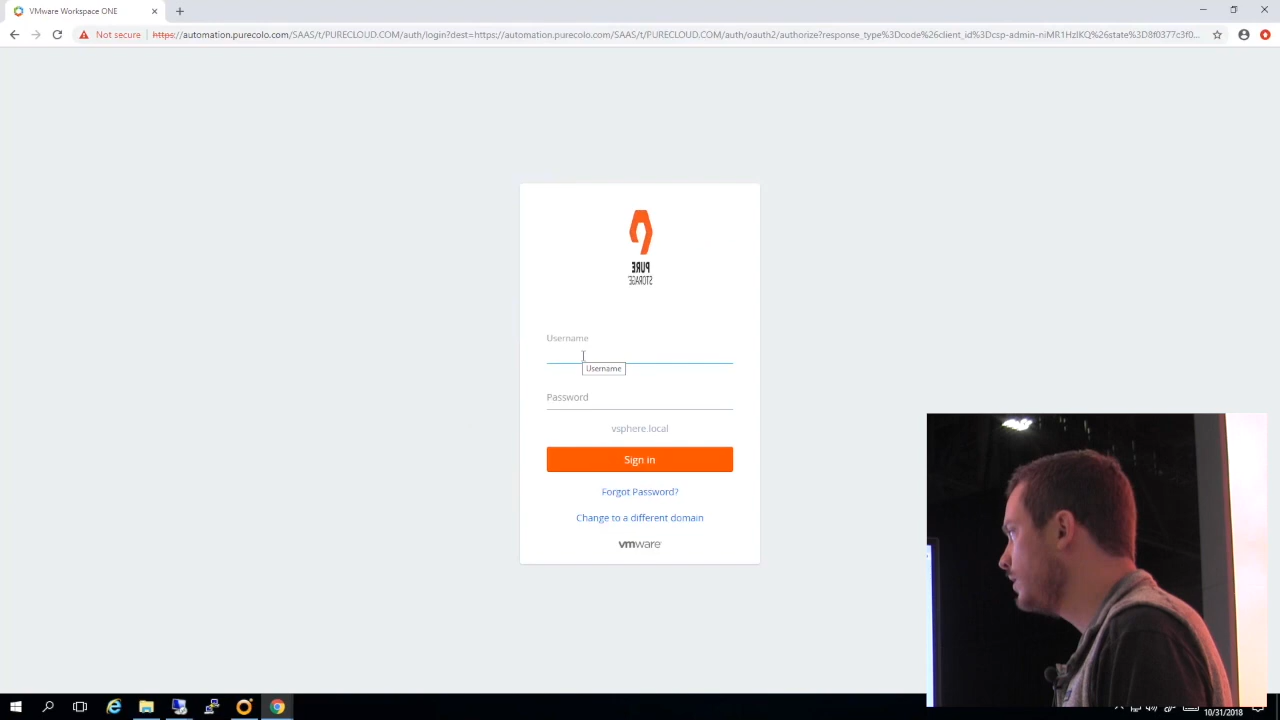 VMware Workspace ONE
Not secure https://automation.purecolo.com/SAAS/t/PURECLOUD.COM/auth/login?dest=https://automation.purecolo.com/SAAS/t/PURECLOUD.COM/auth/oauth2/authorize?response_type%3Dcode%26client_id%3Dcsp-admin-niMR1HzlKQ%26state%3D8f0377c3f0...
PURE
STORAGE
Username
Username
Password
vsphere.local
Sign in
Forgot Password?
Change to a different domain
vmware
10/31/2018